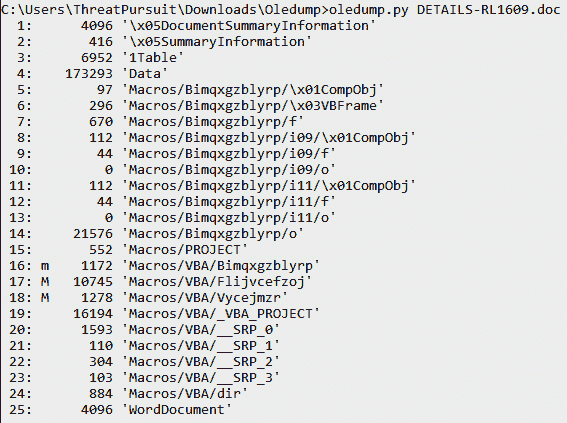 C:\Users\ThreatPursuit\Downloads\Oledump>oledump.py DETAILS-RL1609.doc
  1:      4096 '\x05DocumentSummaryInformation'
  2:       416 '\x05SummaryInformation'
  3:      6952 '1Table'
  4:    173293 'Data'
  5:        97 'Macros/Bimqxgzblyrp/\x01CompObj'
  6:       296 'Macros/Bimqxgzblyrp/\x03VBFrame'
  7:       670 'Macros/Bimqxgzblyrp/f'
  8:       112 'Macros/Bimqxgzblyrp/i09/\x01CompObj'
  9:        44 'Macros/Bimqxgzblyrp/i09/f'
 10:         0 'Macros/Bimqxgzblyrp/i09/o'
 11:       112 'Macros/Bimqxgzblyrp/i11/\x01CompObj'
 12:        44 'Macros/Bimqxgzblyrp/i11/f'
 13:         0 'Macros/Bimqxgzblyrp/i11/o'
 14:     21576 'Macros/Bimqxgzblyrp/o'
 15:       552 'Macros/PROJECT'
 16: m    1172 'Macros/VBA/Bimqxgzblyrp'
 17: M   10745 'Macros/VBA/Flijvcefzoj'
 18: M    1278 'Macros/VBA/Vycejmzr'
 19:     16194 'Macros/VBA/_VBA_PROJECT'
 20:      1593 'Macros/VBA/__SRP_0'
 21:       110 'Macros/VBA/__SRP_1'
 22:       304 'Macros/VBA/__SRP_2'
 23:       103 'Macros/VBA/__SRP_3'
 24:       884 'Macros/VBA/dir'
 25:      4096 'WordDocument'